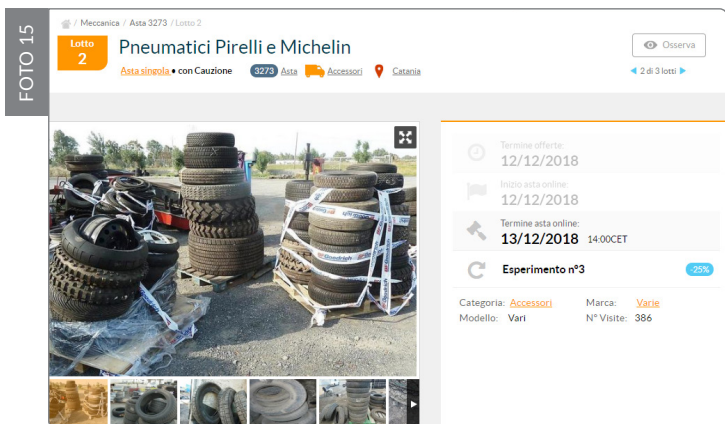 FOTO 15
/ Meccanica / Asta 3273 / Lotto 2
Lotto
2
Pneumatici Pirelli e Michelin
Osserva
Asta singola • con Cauzione 3273 Asta Accessori Catania
2 di 3 lotti
Termine offerte:
12/12/2018
Inizio asta online:
12/12/2018
Termine asta online:
13/12/2018 14:00CET
Esperimento n°3 -25%
Categoria: Accessori Marca: Varie
Modello: Vari N° Visite: 386